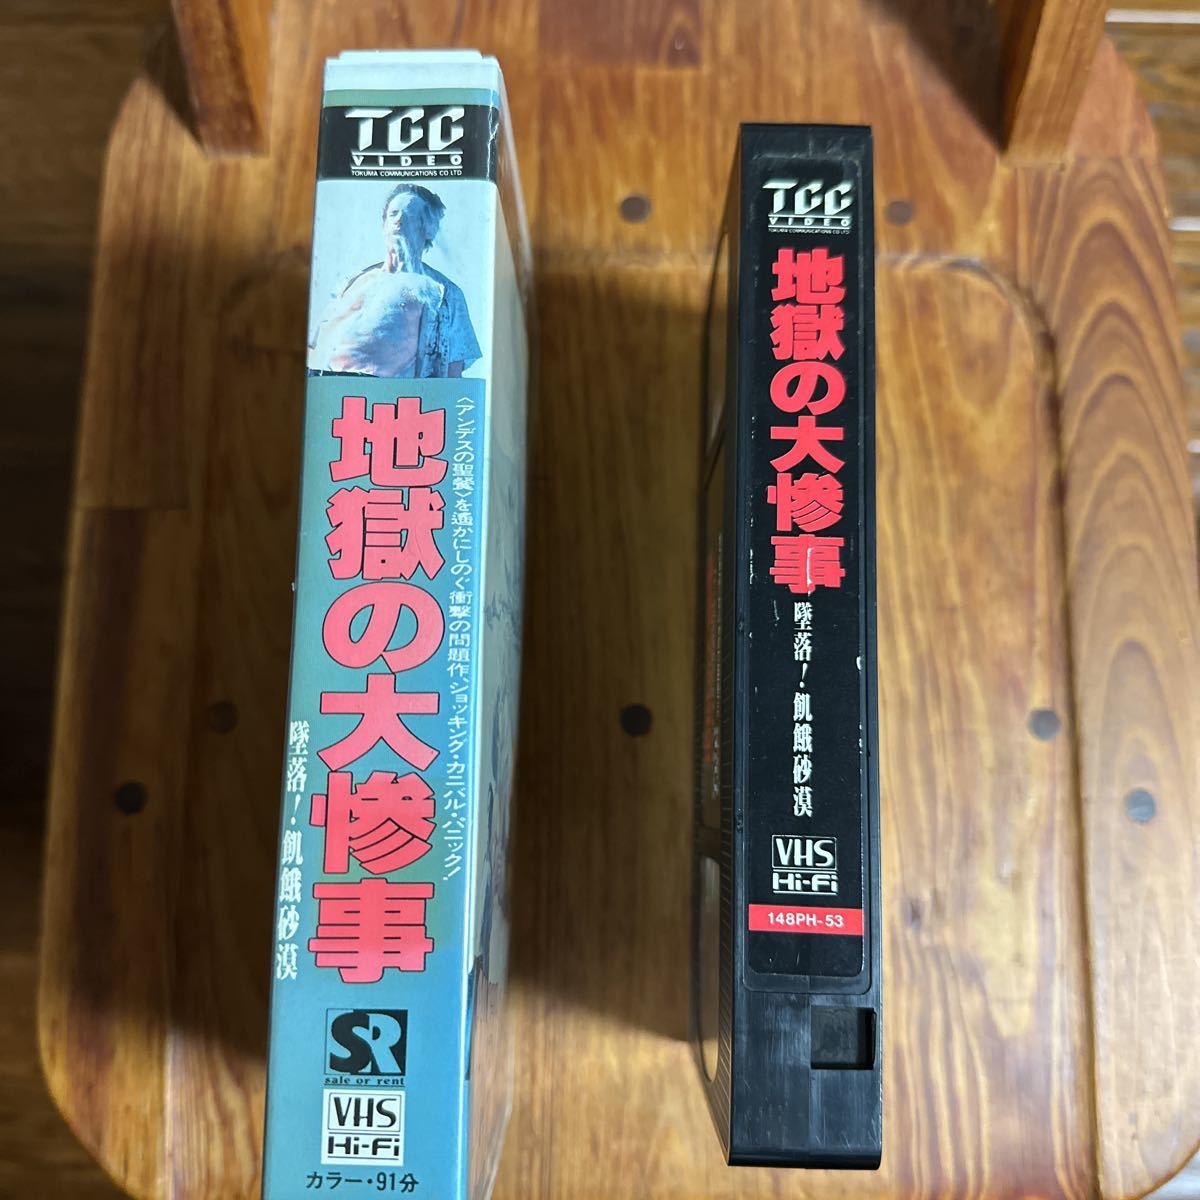 TCC
VIDEO
TOKUMA COMMUNICATIONS CO LTD
〈アンデスの聖餐〉を遙かにしのぐ衝撃の問題作、ショッキング・カニバル・パニック!
地獄の大惨事
墜落!飢餓砂漠
SR
sale or rent
VHS
Hi-Fi
カラー・91分
TCC
VIDEO
TOKUMA COMMUNICATIONS CO LTD
地獄の大惨事
墜落!飢餓砂漠
VHS
Hi-Fi
148PH-53